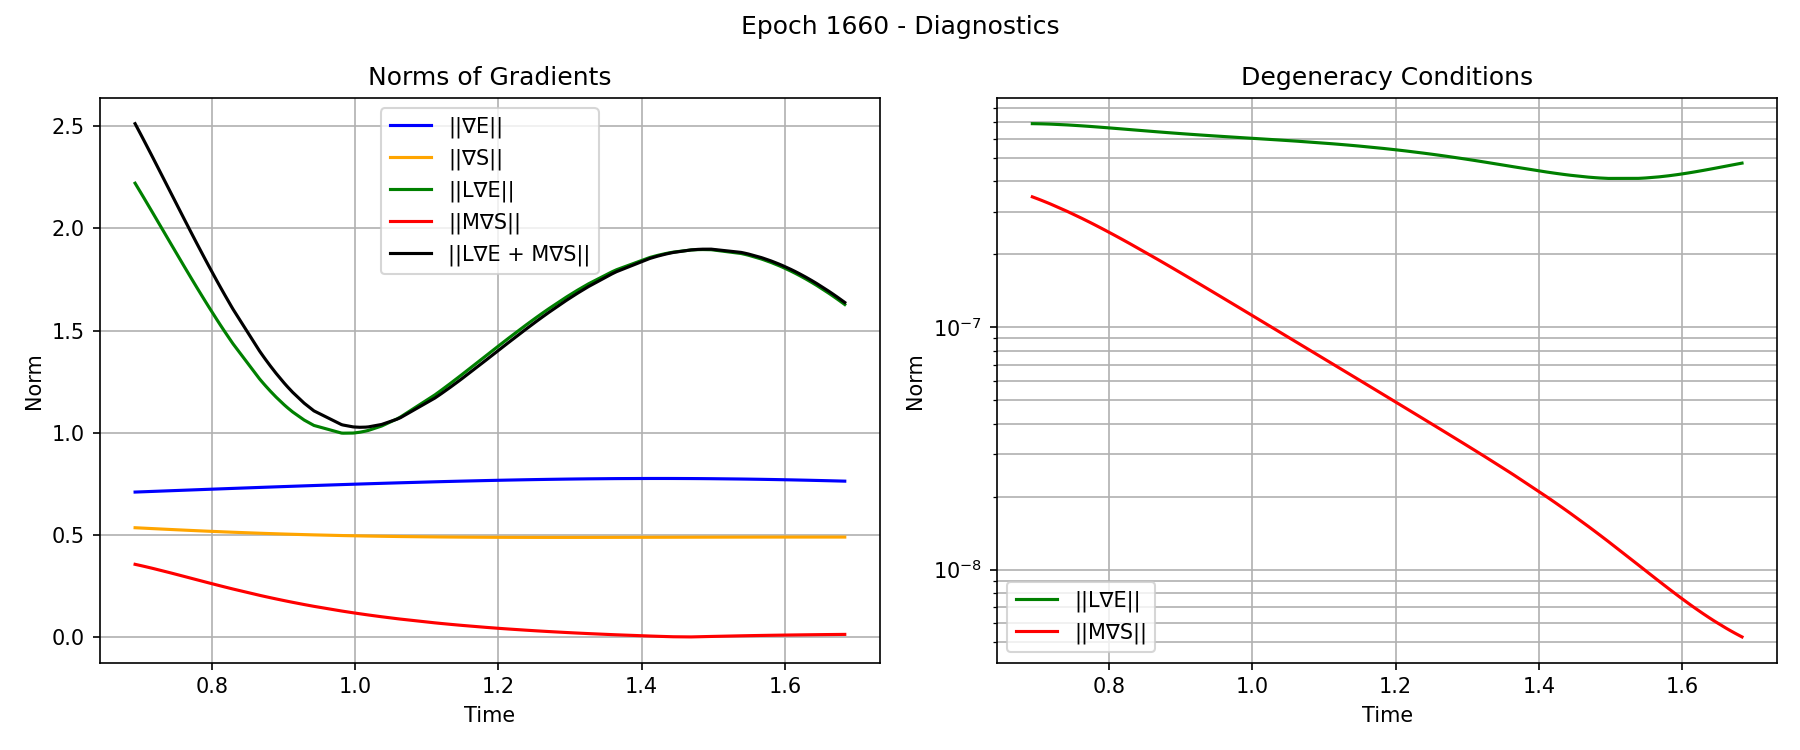 Epoch 1660 - Diagnostics
Norms of Gradients
Norm
2.5
2.0
1.5
1.0
0.5
0.0
||∇E||
||∇S||
||L∇E||
||M∇S||
||L∇E + M∇S||
0.8
1.0
1.2
1.4
1.6
Time
Degeneracy Conditions
Norm
10⁻⁷
10⁻⁸
||L∇E||
||M∇S||
0.8
1.0
1.2
1.4
1.6
Time